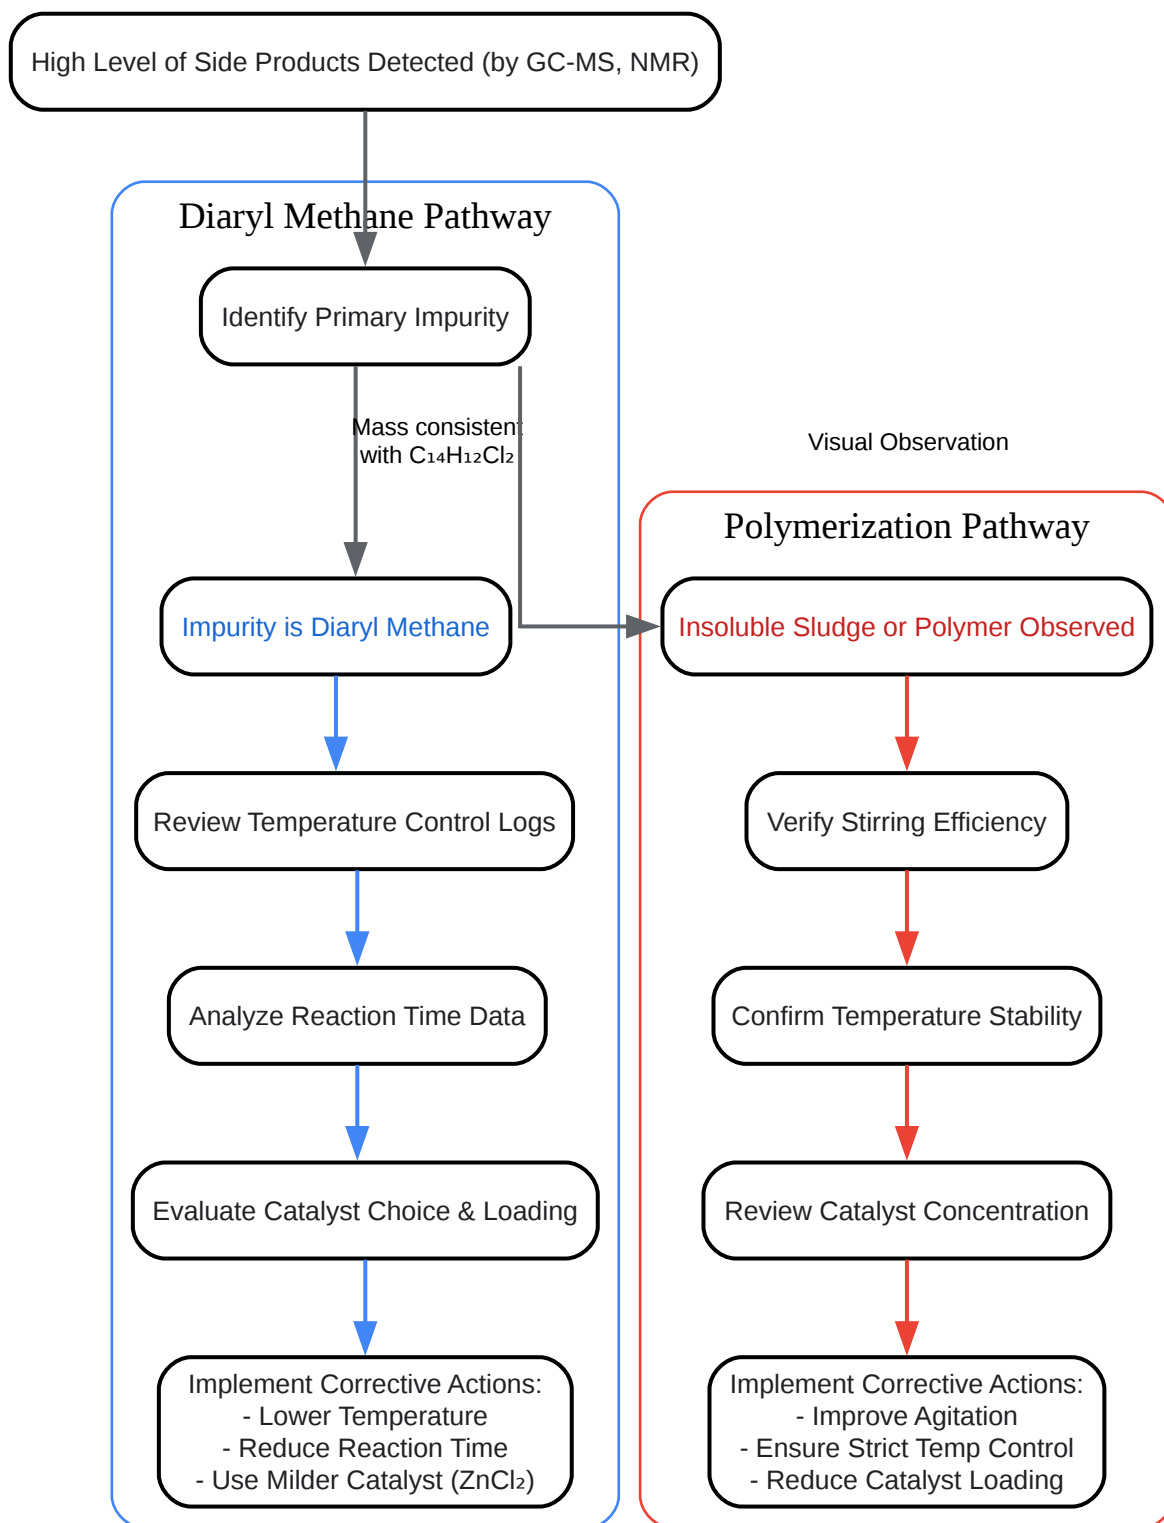 High Level of Side Products Detected (by GC-MS, NMR)
Diaryl Methane Pathway
Identify Primary Impurity
Mass consistent
with C₁₄H₁₂Cl₂
Visual Observation
Polymerization Pathway
Impurity is Diaryl Methane
Insoluble Sludge or Polymer Observed
Review Temperature Control Logs
Verify Stirring Efficiency
Analyze Reaction Time Data
Confirm Temperature Stability
Evaluate Catalyst Choice & Loading
Review Catalyst Concentration
Implement Corrective Actions:
- Lower Temperature
- Reduce Reaction Time
- Use Milder Catalyst (ZnCl₂)
Implement Corrective Actions:
- Improve Agitation
- Ensure Strict Temp Control
- Reduce Catalyst Loading